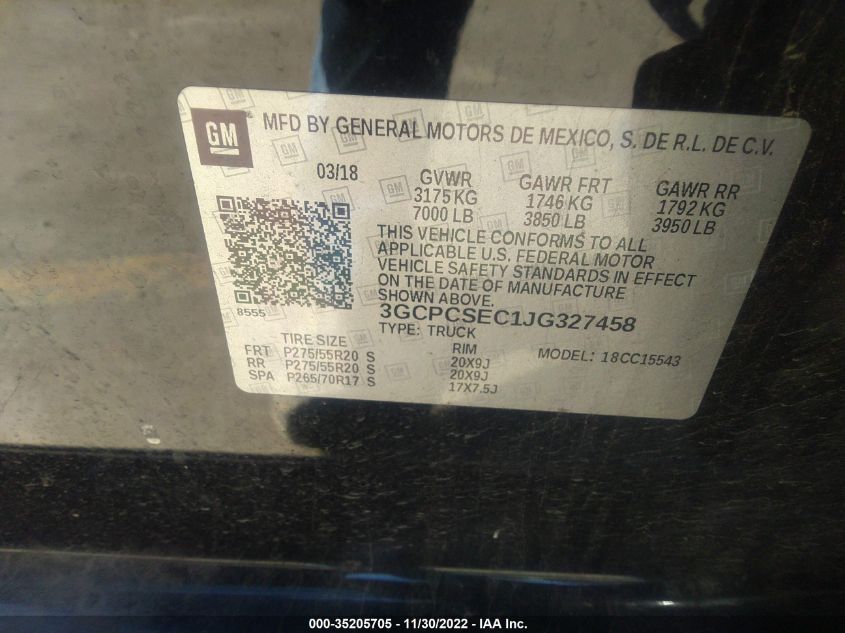 GM
MFD BY GENERAL MOTORS DE MEXICO, S. DE R.L. DE C.V.
03/18
GVWR
3175 KG
7000 LB
GAWR FRT
1746 KG
3850 LB
GAWR RR
1792 KG
3950 LB
THIS VEHICLE CONFORMS TO ALL
APPLICABLE U.S. FEDERAL MOTOR
VEHICLE SAFETY STANDARDS IN EFFECT
ON THE DATE OF MANUFACTURE
SHOWN ABOVE.
8555
3GCPCSEC1JG327458
TYPE: TRUCK
TIRE SIZE RIM
FRT P275/55R20 S 20X9J
RR P275/55R20 S 20X9J
SPA P265/70R17 S 17X7.5J
MODEL: 18CC15543
000-35205705 - 11/30/2022 - IAA Inc.